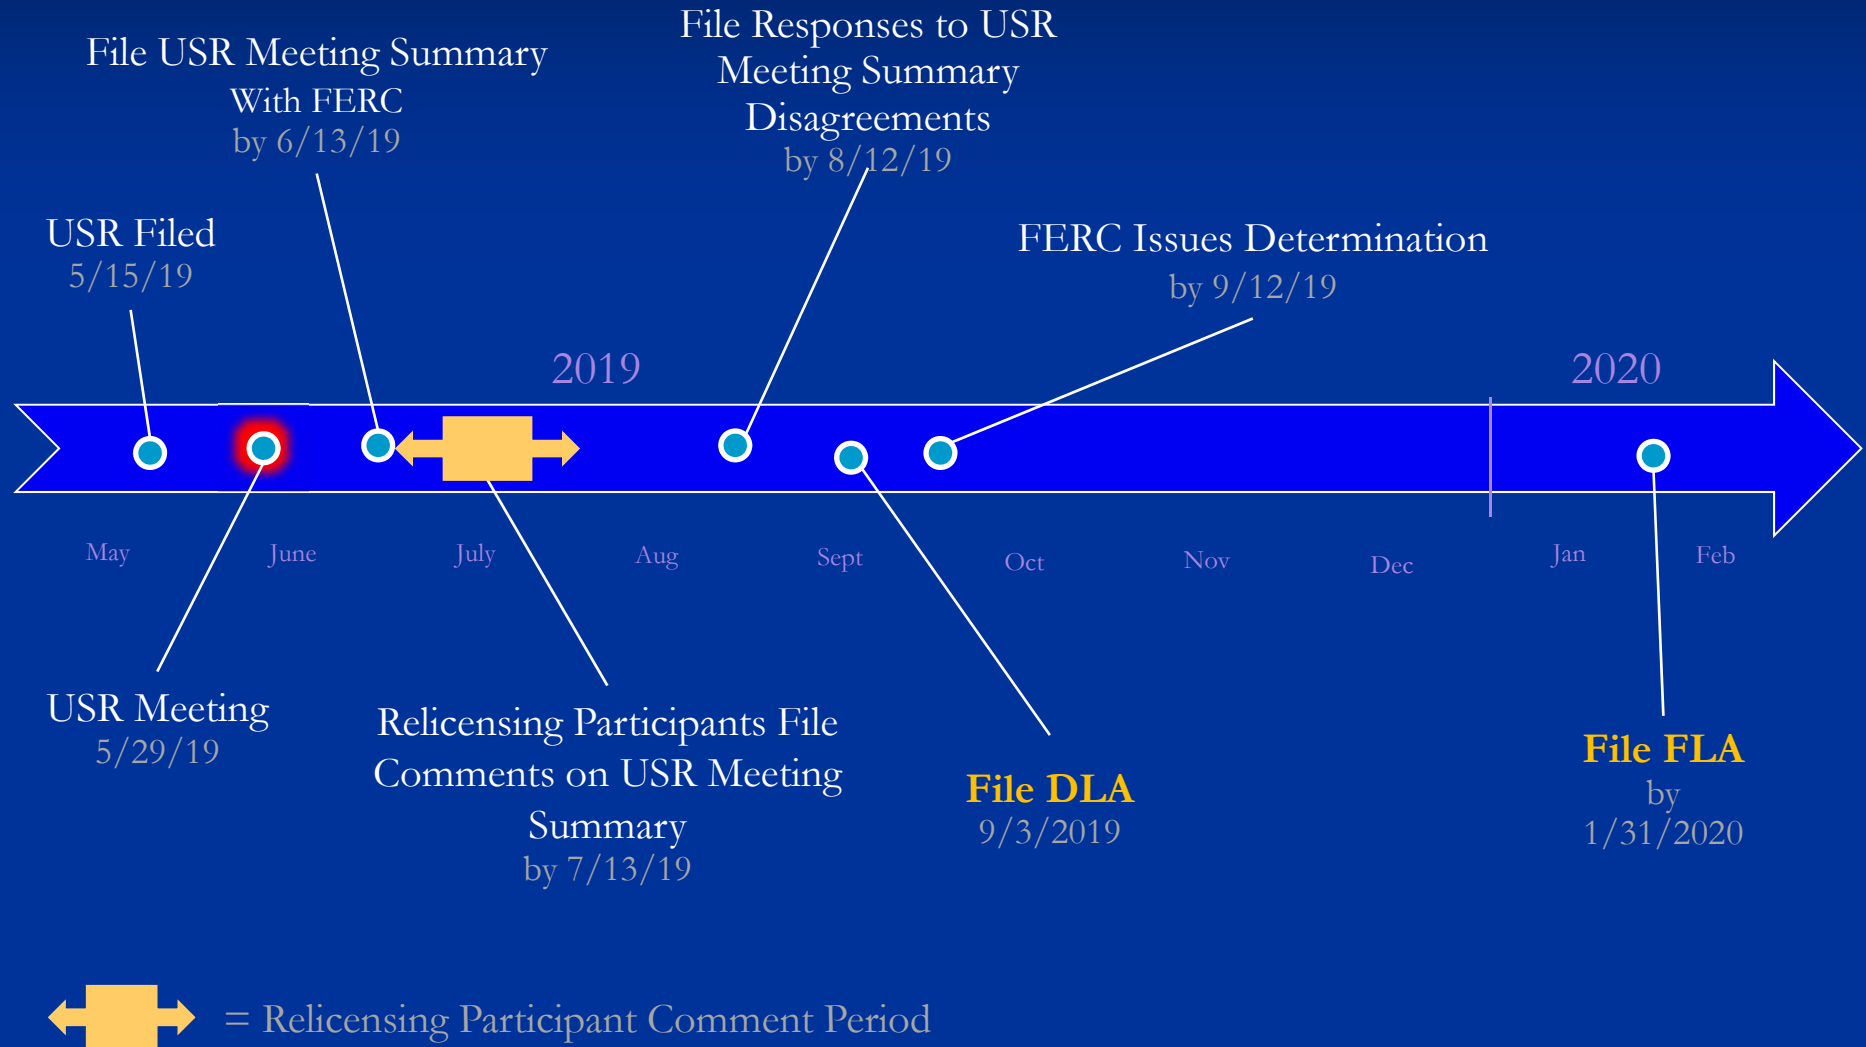 File USR Meeting Summary
With FERC
by 6/13/19
File Responses to USR
Meeting Summary
Disagreements
by 8/12/19
USR Filed
5/15/19
FERC Issues Determination
by 9/12/19
2019
2020
May
June
July
Aug
Sept
Oct
Nov
Dec
Jan
Feb
USR Meeting
5/29/19
Relicensing Participants File
Comments on USR Meeting
Summary
by 7/13/19
File DLA
9/3/2019
File FLA
by
1/31/2020
= Relicensing Participant Comment Period